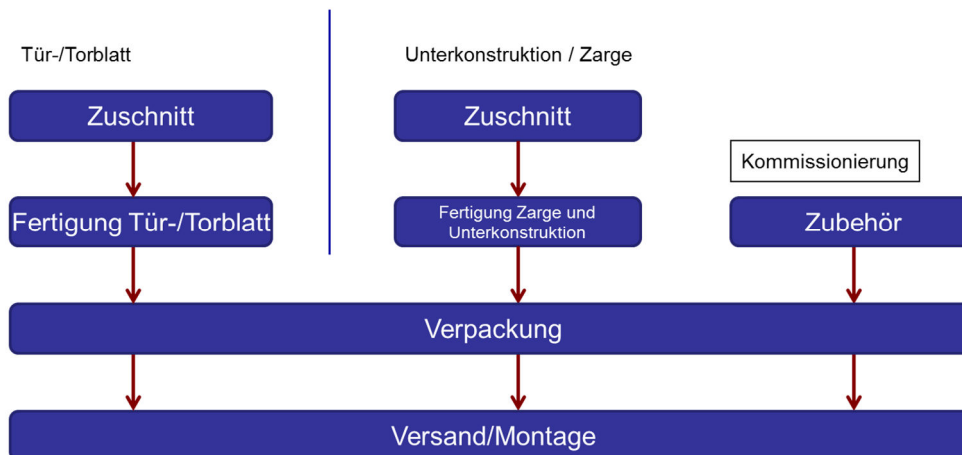 Tür-/Torblatt
Unterkonstruktion / Zarge
Zuschnitt
Zuschnitt
Kommissionierung
Fertigung Tür-/Torblatt
Fertigung Zarge und
Unterkonstruktion
Zubehör
Verpackung
Versand/Montage